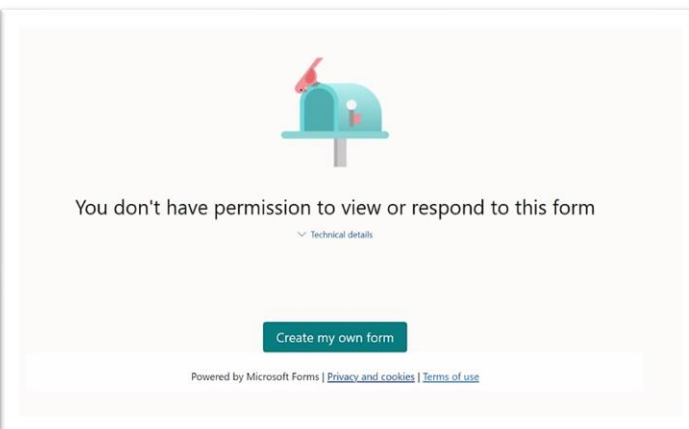 You don't have permission to view or respond to this form
Technical details
Create my own form
Powered by Microsoft Forms | Privacy and cookies | Terms of use